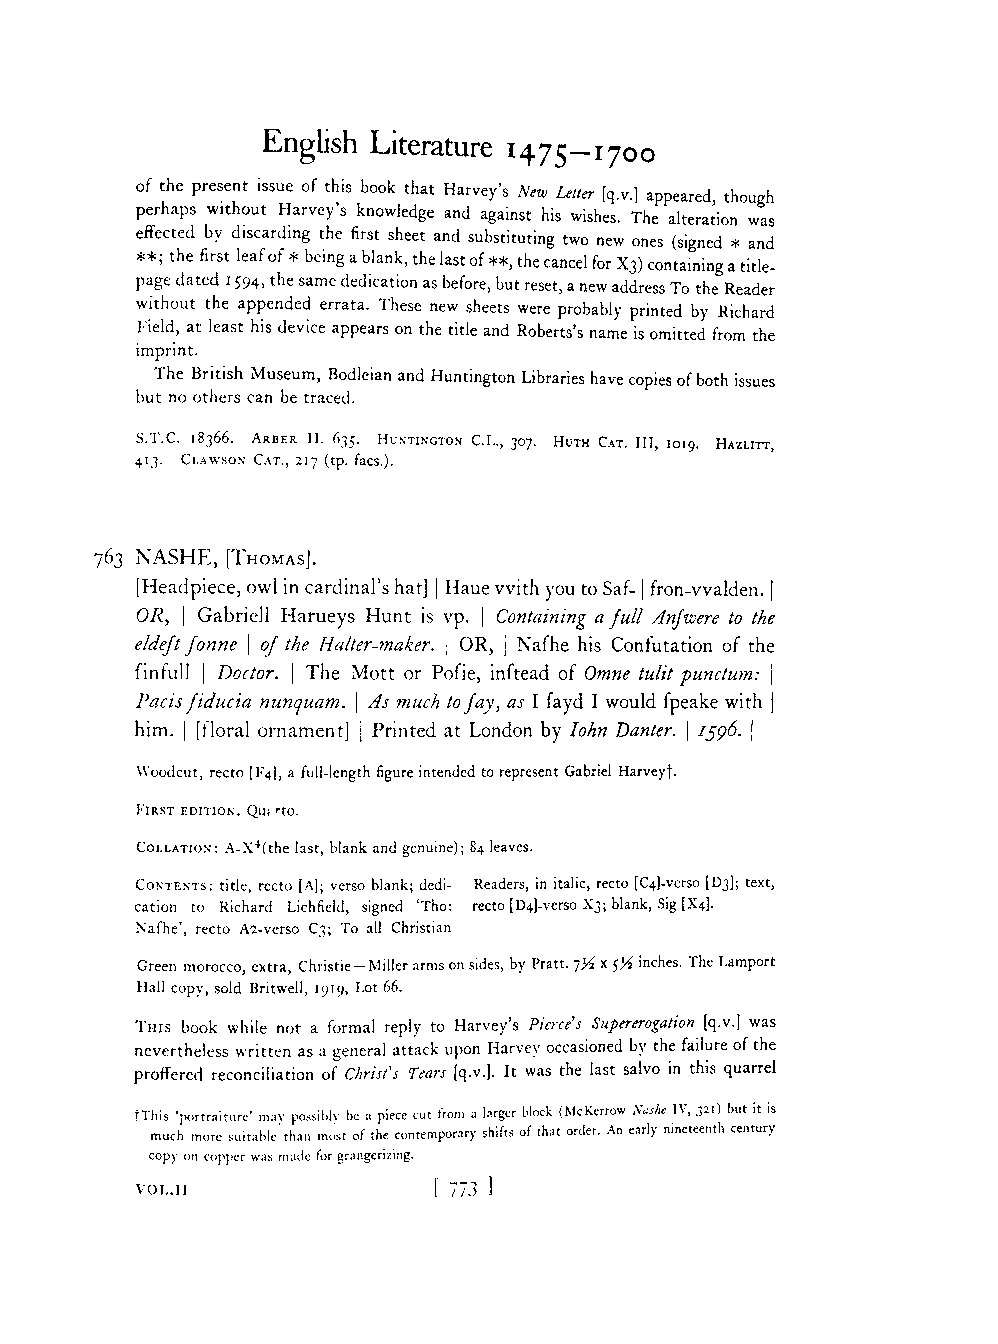 English Literature 1475–1700
of the present issue of this book that Harvey's New Letter [q.v.] appeared, though
perhaps without Harvey's knowledge and against his wishes. The alteration was
effected by discarding the first sheet and substituting two new ones (signed * and
**; the first leaf of * being a blank, the last of **, the cancel for X3) containing a title-
page dated 1594, the same dedication as before, but reset, a new address To the Reader
without the appended errata. These new sheets were probably printed by Richard
Field, at least his device appears on the title and Roberts's name is omitted from the
imprint.
The British Museum, Bodleian and Huntington Libraries have copies of both issues
but no others can be traced.
S.T.C. 18366. Arber II. 635. Huntington C.L., 307. Huth Cat. III, 1019. Hazlitt,
413. Clawson Cat., 217 (tp. facs.).
763 NASHE, [Thomas].
[Headpiece, owl in cardinal's hat] | Haue vvith you to Saf- | fron-vvalden. |
OR, | Gabriell Harueys Hunt is vp. | Containing a full Anſwere to the
eldeſt ſonne | of the Halter-maker. | OR, | Naſhe his Confutation of the
ſinfull | Doctor. | The Mott or Poſie, inſtead of Omne tulit punctum: |
Pacis fiducia nunquam. | As much to ſay, as I ſayd I would ſpeake with |
him. | [floral ornament] | Printed at London by Iohn Danter. | 1596. |
Woodcut, recto [F4], a full-length figure intended to represent Gabriel Harvey†.
First edition. Quarto.
Collation: A-X⁴(the last, blank and genuine); 84 leaves.
Contents: title, recto [A]; verso blank; dedi-
cation to Richard Lichfield, signed 'Tho:
Naſhe', recto A2-verso C3; To all Christian
Readers, in italic, recto [C4]-verso [D3]; text,
recto [D4]-verso X3; blank, Sig [X4].
Green morocco, extra, Christie—Miller arms on sides, by Pratt. 7½ x 5½ inches. The Lamport
Hall copy, sold Britwell, 1919, Lot 66.
This book while not a formal reply to Harvey's Pierce's Supererogation [q.v.] was
nevertheless written as a general attack upon Harvey occasioned by the failure of the
proffered reconciliation of Christ's Tears [q.v.]. It was the last salvo in this quarrel
†This 'portraiture' may possibly be a piece cut from a larger block (McKerrow Nashe IV, 321) but it is
much more suitable than most of the contemporary shifts of that order. An early nineteenth century
copy on copper was made for grangerizing.
VOL.II [ 773 ]